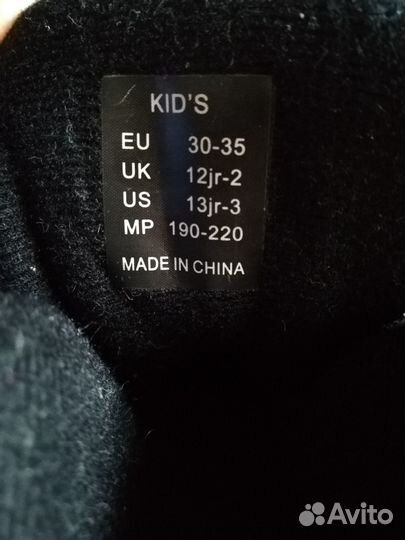 KID'S
EU 30-35
UK 12jr-2
US 13jr-3
MP 190-220
MADE IN CHINA
Avito